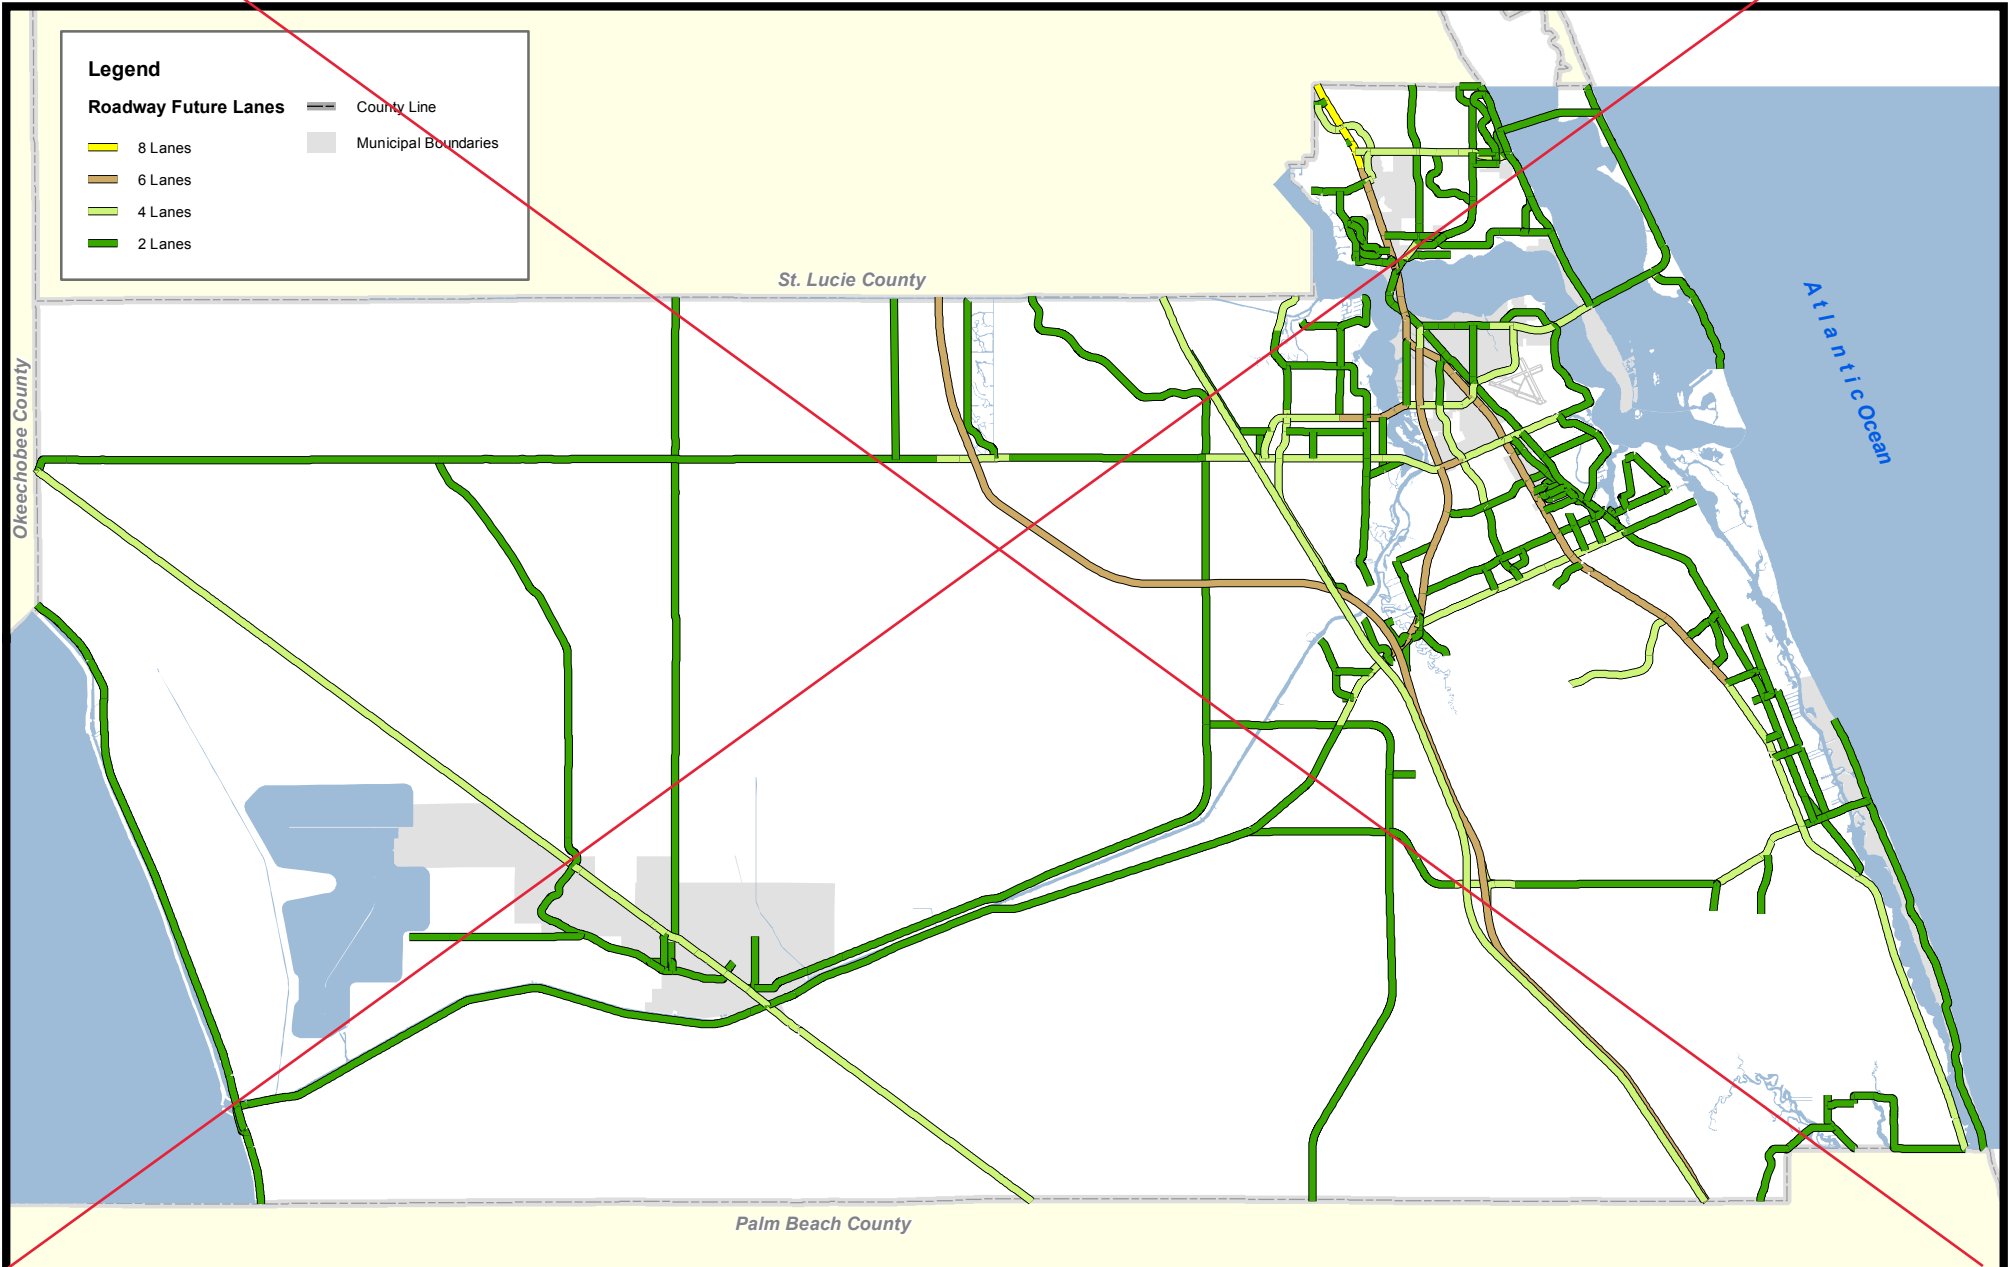 Legend
Roadway Future Lanes
8 Lanes
6 Lanes
4 Lanes
2 Lanes
County Line
Municipal Boundaries
St. Lucie County
Okeechobee County
Atlantic Ocean
Palm Beach County